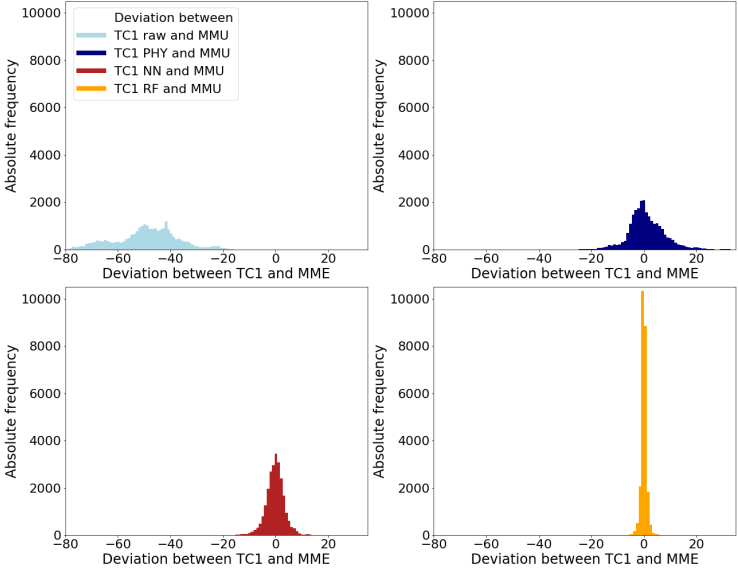 10000
8000
6000
4000
2000
0
Absolute frequency
Deviation between
TC1 raw and MMU
TC1 PHY and MMU
TC1 NN and MMU
TC1 RF and MMU
−80 −60 −40 −20 0 20
Deviation between TC1 and MME
10000
8000
6000
4000
2000
0
Absolute frequency
−80 −60 −40 −20 0 20
Deviation between TC1 and MME
10000
8000
6000
4000
2000
0
Absolute frequency
−80 −60 −40 −20 0 20
Deviation between TC1 and MME
10000
8000
6000
4000
2000
0
Absolute frequency
−80 −60 −40 −20 0 20
Deviation between TC1 and MME